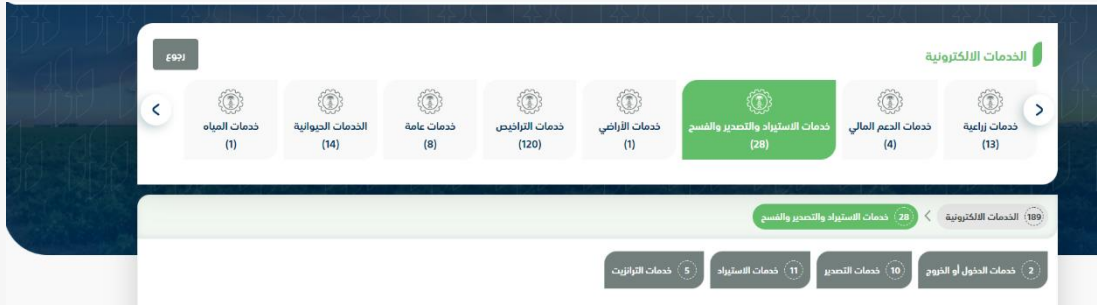 الخدمات الالكترونية
رجوع
خدمات زراعية
(13)
خدمات الدعم المالي
(4)
خدمات الاستيراد والتصدير والفسح
(28)
خدمات الأراضي
(1)
خدمات التراخيص
(120)
خدمات عامة
(8)
الخدمات الحيوانية
(14)
خدمات المياه
(1)
189 الخدمات الالكترونية > 28 خدمات الاستيراد والتصدير والفسح
2 خدمات الدخول أو الخروج
10 خدمات التصدير
11 خدمات الاستيراد
5 خدمات الترانزيت